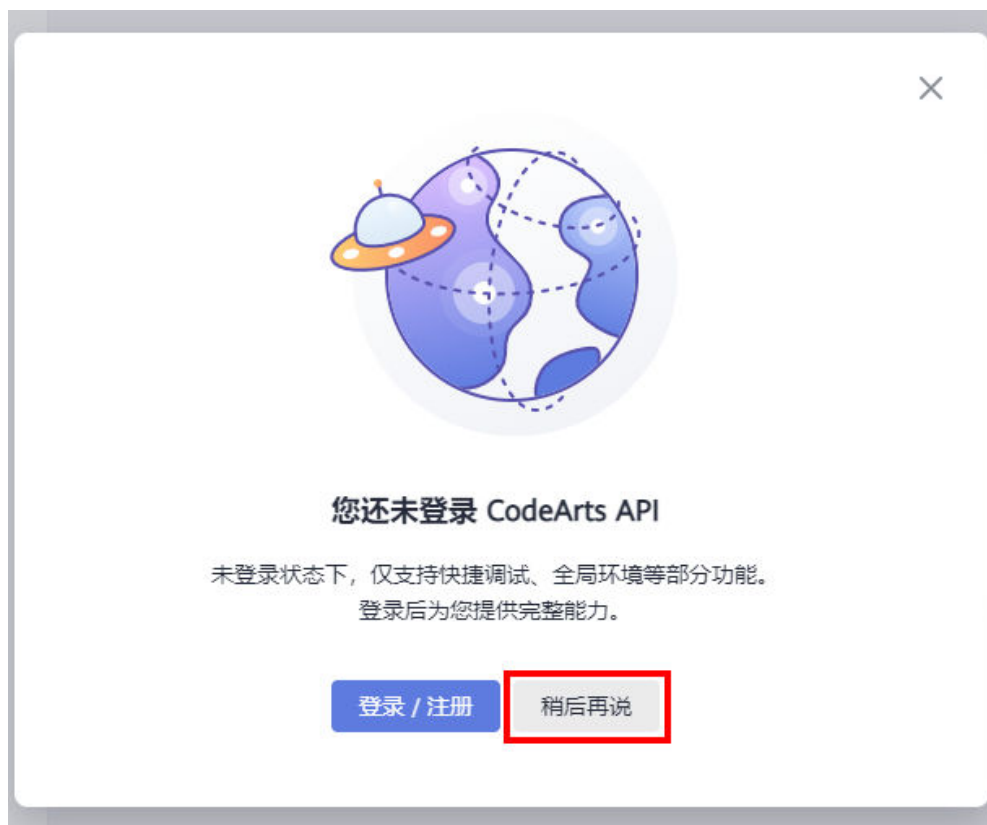 您还未登录 CodeArts API
未登录状态下，仅支持快捷调试、全局环境等部分功能。
登录后为您提供完整能力。
登录 / 注册
稍后再说